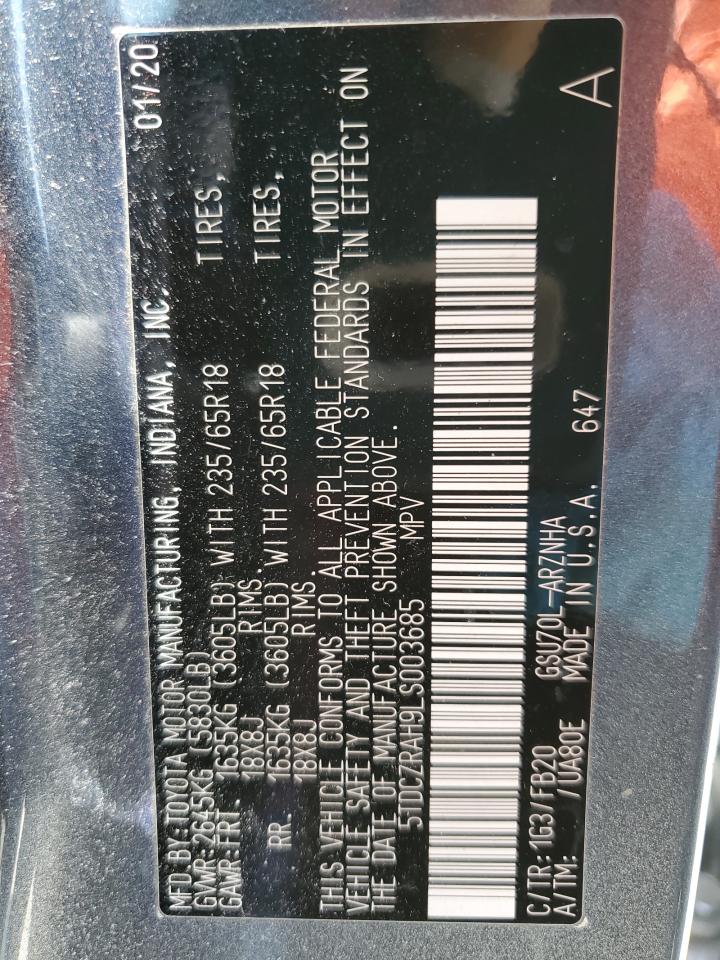 MFD.BY:TOYOTA MOTOR MANUFACTURING, INDIANA, INC. 01/20
GVWR:2645KG (5830LB)
GAWR:FRT. 1635KG (3605LB) WITH 235/65R18 TIRES,
18X8J RIMS.
RR. 1635KG (3605LB) WITH 235/65R18 TIRES,
18X8J RIMS.
THIS VEHICLE CONFORMS TO ALL APPLICABLE FEDERAL MOTOR
VEHICLE SAFETY AND THEFT PREVENTION STANDARDS IN EFFECT ON
THE DATE OF MANUFACTURE SHOWN ABOVE.
5TDCZRAH9LS003685 MPV
C/TR:1G3/FB20 GSU70L-ARZNHA 647
A/TM: /UA80E MADE IN U.S.A. A